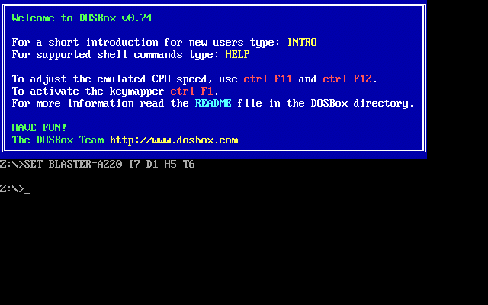 Welcome to DOSBox v0.74
For a short introduction for new users type: INTRO
For supported shell commands type: HELP
To adjust the emulated CPU speed, use ctrl F11 and ctrl F12.
To activate the keymapper ctrl F1.
For more information read the README file in the DOSBox directory.
HAVE FUN!
The DOSBox Team http://www.dosbox.com
Z:\>SET BLASTER=A220 I7 D1 H5 T6
Z:\>_